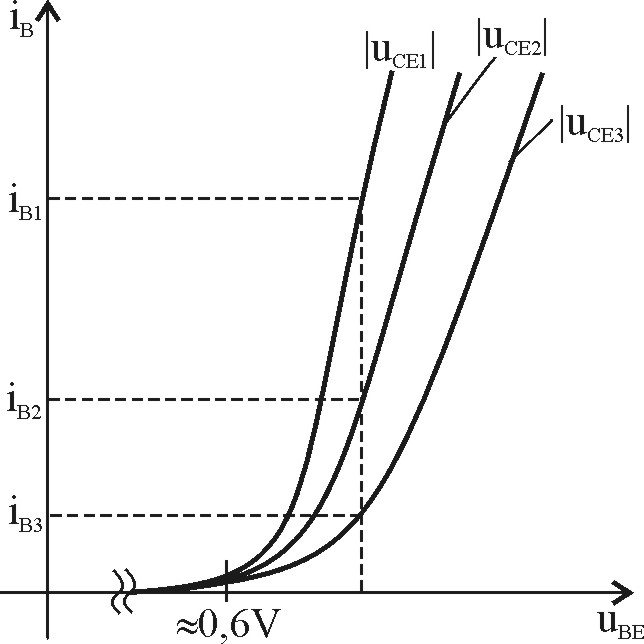 i_B
|u_CE1|
|u_CE2|
|u_CE3|
i_B1
i_B2
i_B3
≈0,6V
u_BE